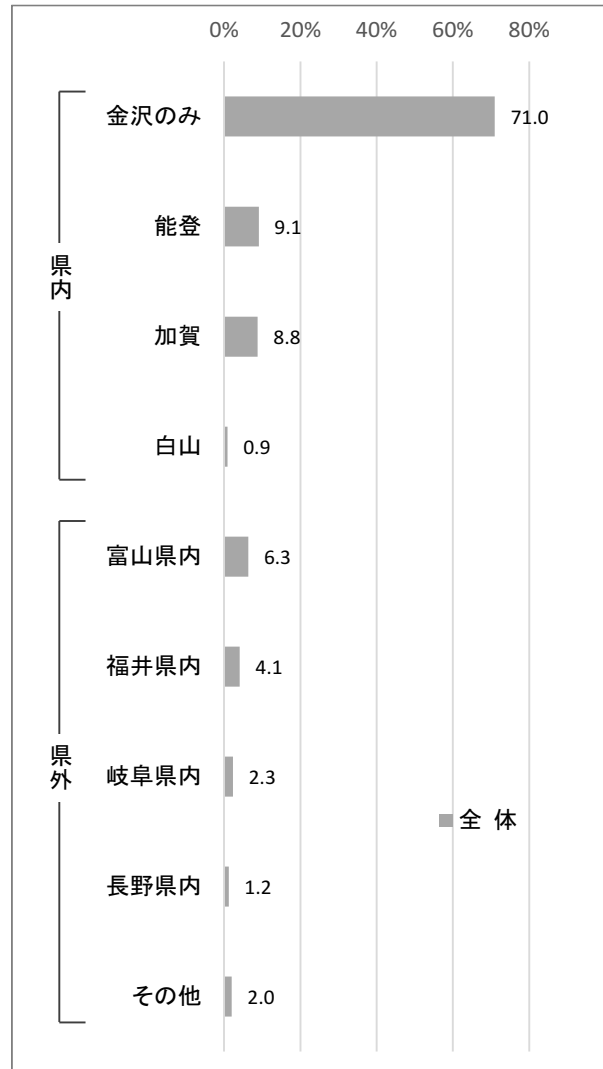 0% 20% 40% 60% 80%
県内
金沢のみ 71.0
能登 9.1
加賀 8.8
白山 0.9
県外
富山県内 6.3
福井県内 4.1
岐阜県内 2.3
長野県内 1.2
その他 2.0
全 体